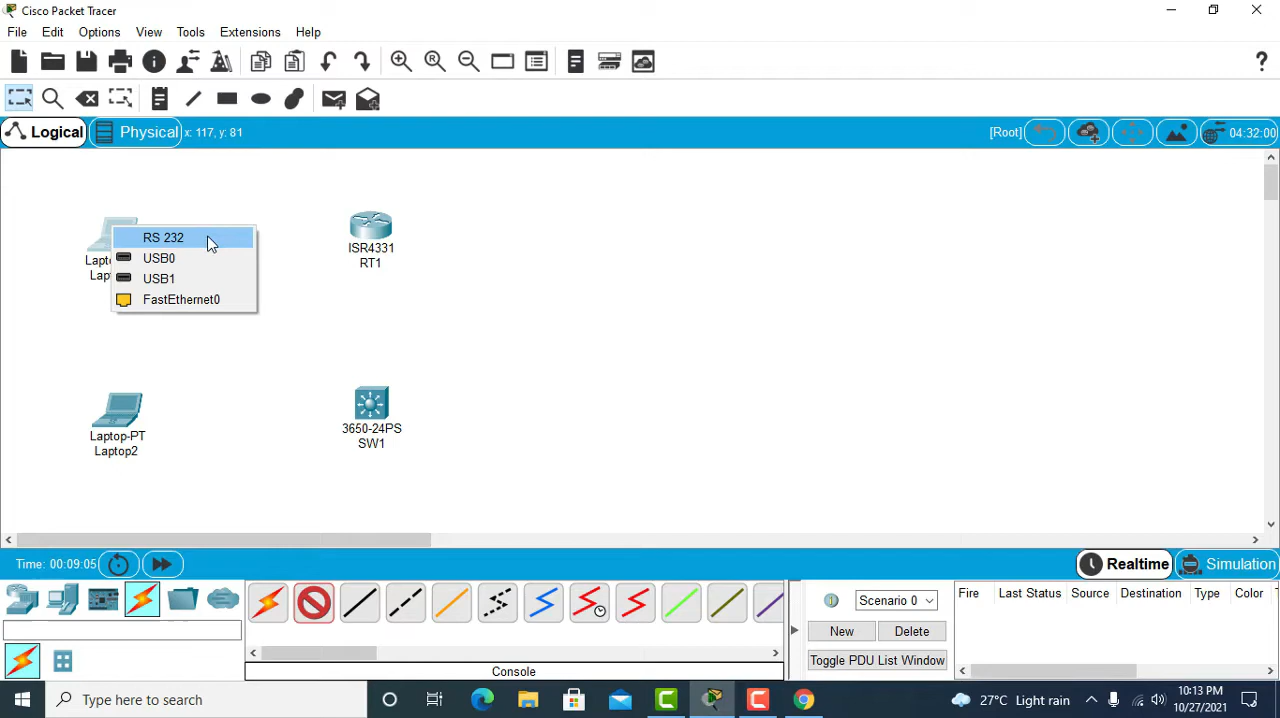 Cisco Packet Tracer
File Edit Options View Tools Extensions Help
Logical Physical x: 117, y: 81 [Root] 04:32:00
RS 232
USB0
USB1
FastEthernet0
ISR4331
RT1
Laptop-PT
Laptop2
3650-24PS
SW1
Time: 00:09:05 Realtime Simulation
Scenario 0
New Delete
Toggle PDU List Window
Fire Last Status Source Destination Type Color
Console
Type here to search
27°C Light rain
10:13 PM
10/27/2021